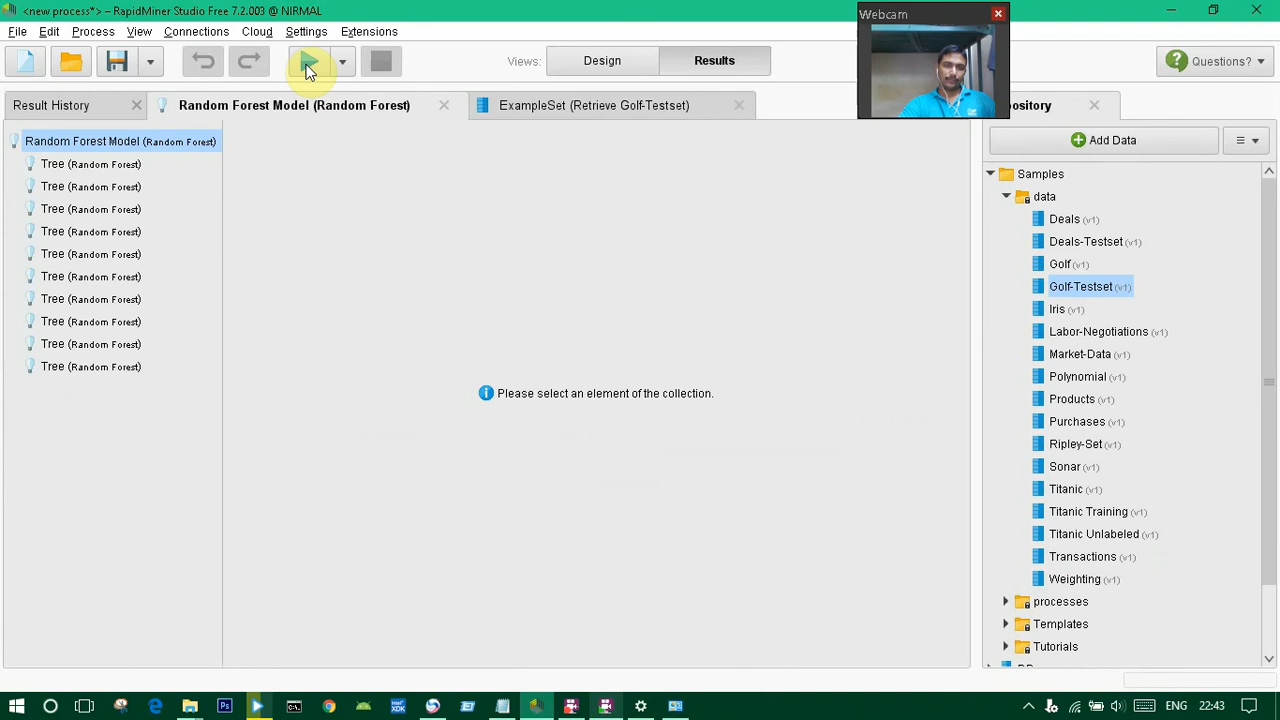 <new process*> – RapidMiner Studio Free 7.2.003 @ NIRMAL
Webcam
File Edit Process View Connections Cloud Settings Extensions
Views: Design Results
Questions?
Result History
Random Forest Model (Random Forest)
ExampleSet (Retrieve Golf-Testset)
pository
Random Forest Model (Random Forest)
Tree (Random Forest)
Tree (Random Forest)
Tree (Random Forest)
Tree (Random Forest)
Tree (Random Forest)
Tree (Random Forest)
Tree (Random Forest)
Tree (Random Forest)
Tree (Random Forest)
Tree (Random Forest)
Please select an element of the collection.
Add Data
Samples
data
Deals (v1)
Deals-Testset (v1)
Golf (v1)
Golf-Testset (v1)
Iris (v1)
Labor-Negotiations (v1)
Market-Data (v1)
Polynomial (v1)
Products (v1)
Purchases (v1)
Ripley-Set (v1)
Sonar (v1)
Titanic (v1)
Titanic Training (v1)
Titanic Unlabeled (v1)
Transactions (v1)
Weighting (v1)
processes
Templates
Tutorials
ENG 22:43